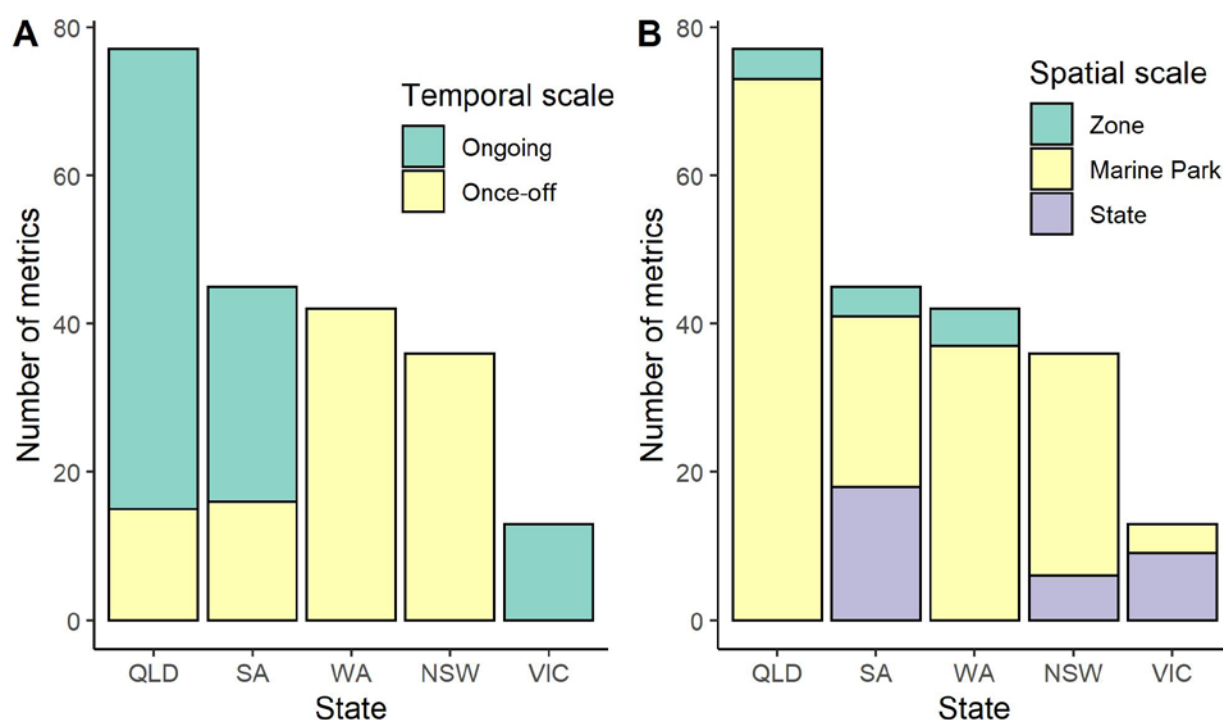 A
Number of metrics
80
60
40
20
0
Temporal scale
Ongoing
Once-off
QLD SA WA NSW VIC
State
B
Number of metrics
80
60
40
20
0
Spatial scale
Zone
Marine Park
State
QLD SA WA NSW VIC
State